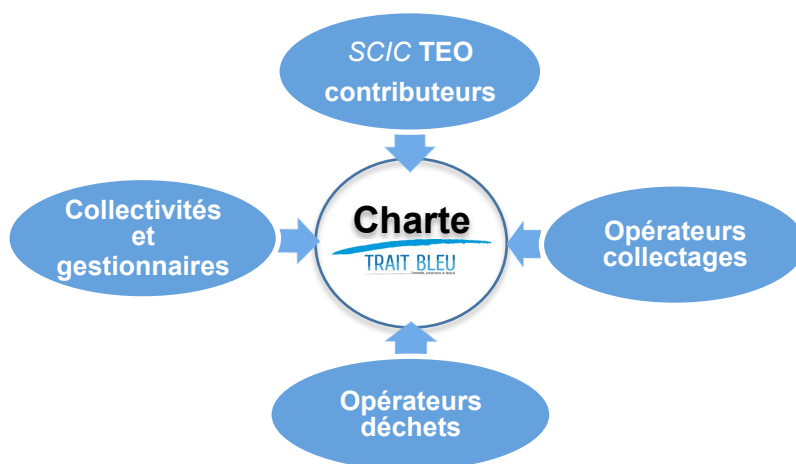 SCIC TEO
contributeurs
Collectivités
et
gestionnaires
Charte
TRAIT BLEU
Opérateurs
collectages
Opérateurs
déchets